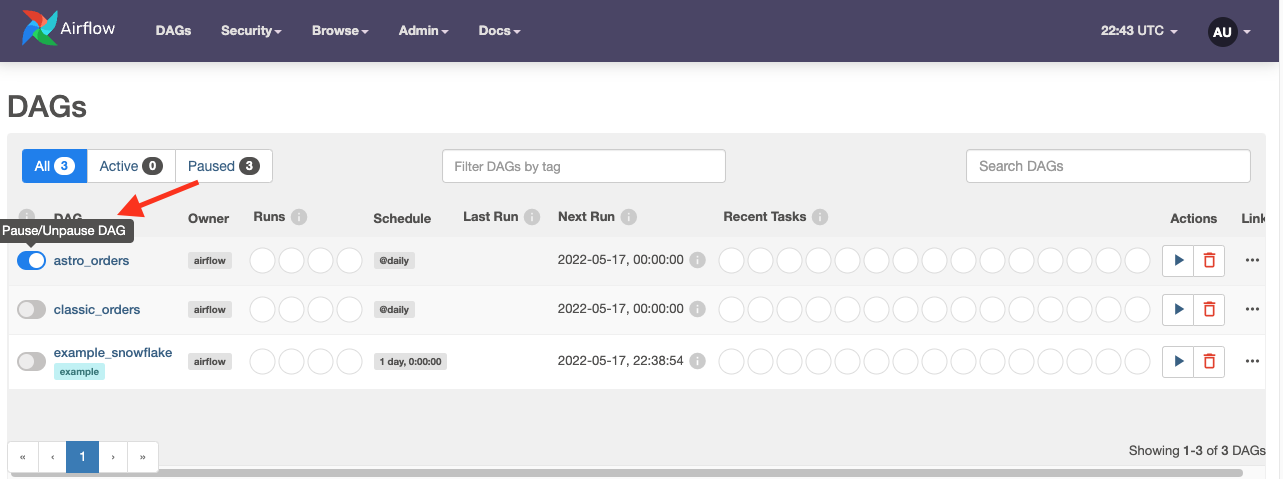 Airflow DAGs Security Browse Admin Docs 22:43 UTC AU
DAGs
All 3 Active 0 Paused 3 Filter DAGs by tag Search DAGs
DAG Owner Runs Schedule Last Run Next Run Recent Tasks Actions Link
Pause/Unpause DAG
astro_orders airflow @daily 2022-05-17, 00:00:00
classic_orders airflow @daily 2022-05-17, 00:00:00
example_snowflake airflow 1 day, 0:00:00 2022-05-17, 22:38:54
example
« ‹ 1 › » Showing 1-3 of 3 DAGs